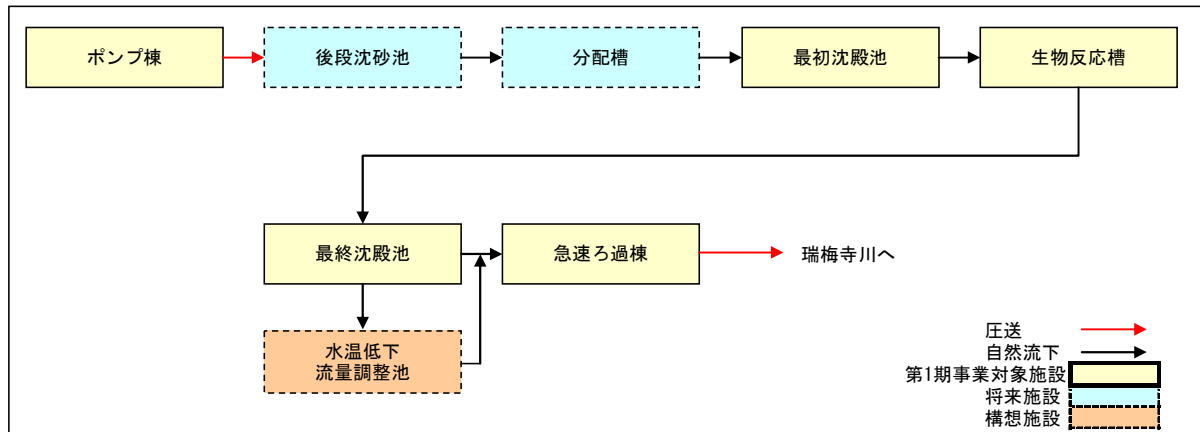 ポンプ棟
後段沈砂池
分配槽
最初沈殿池
生物反応槽
最終沈殿池
急速ろ過棟
瑞梅寺川へ
水温低下
流量調整池
圧送
自然流下
第1期事業対象施設
将来施設
構想施設